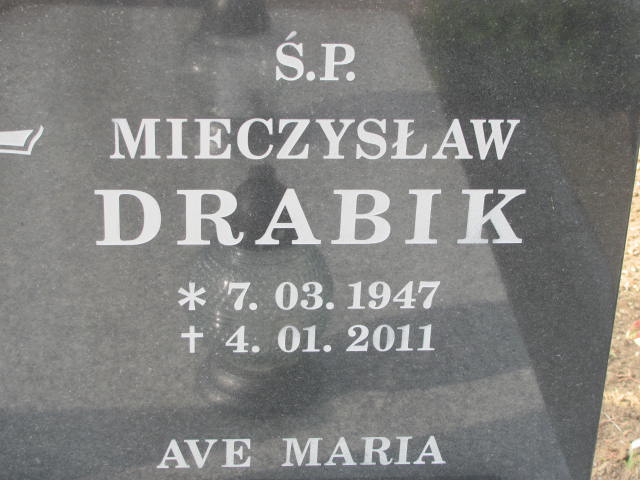 Ś.P.
MIECZYSŁAW
DRABIK
* 7. 03. 1947
✝ 4. 01. 2011
AVE MARIA